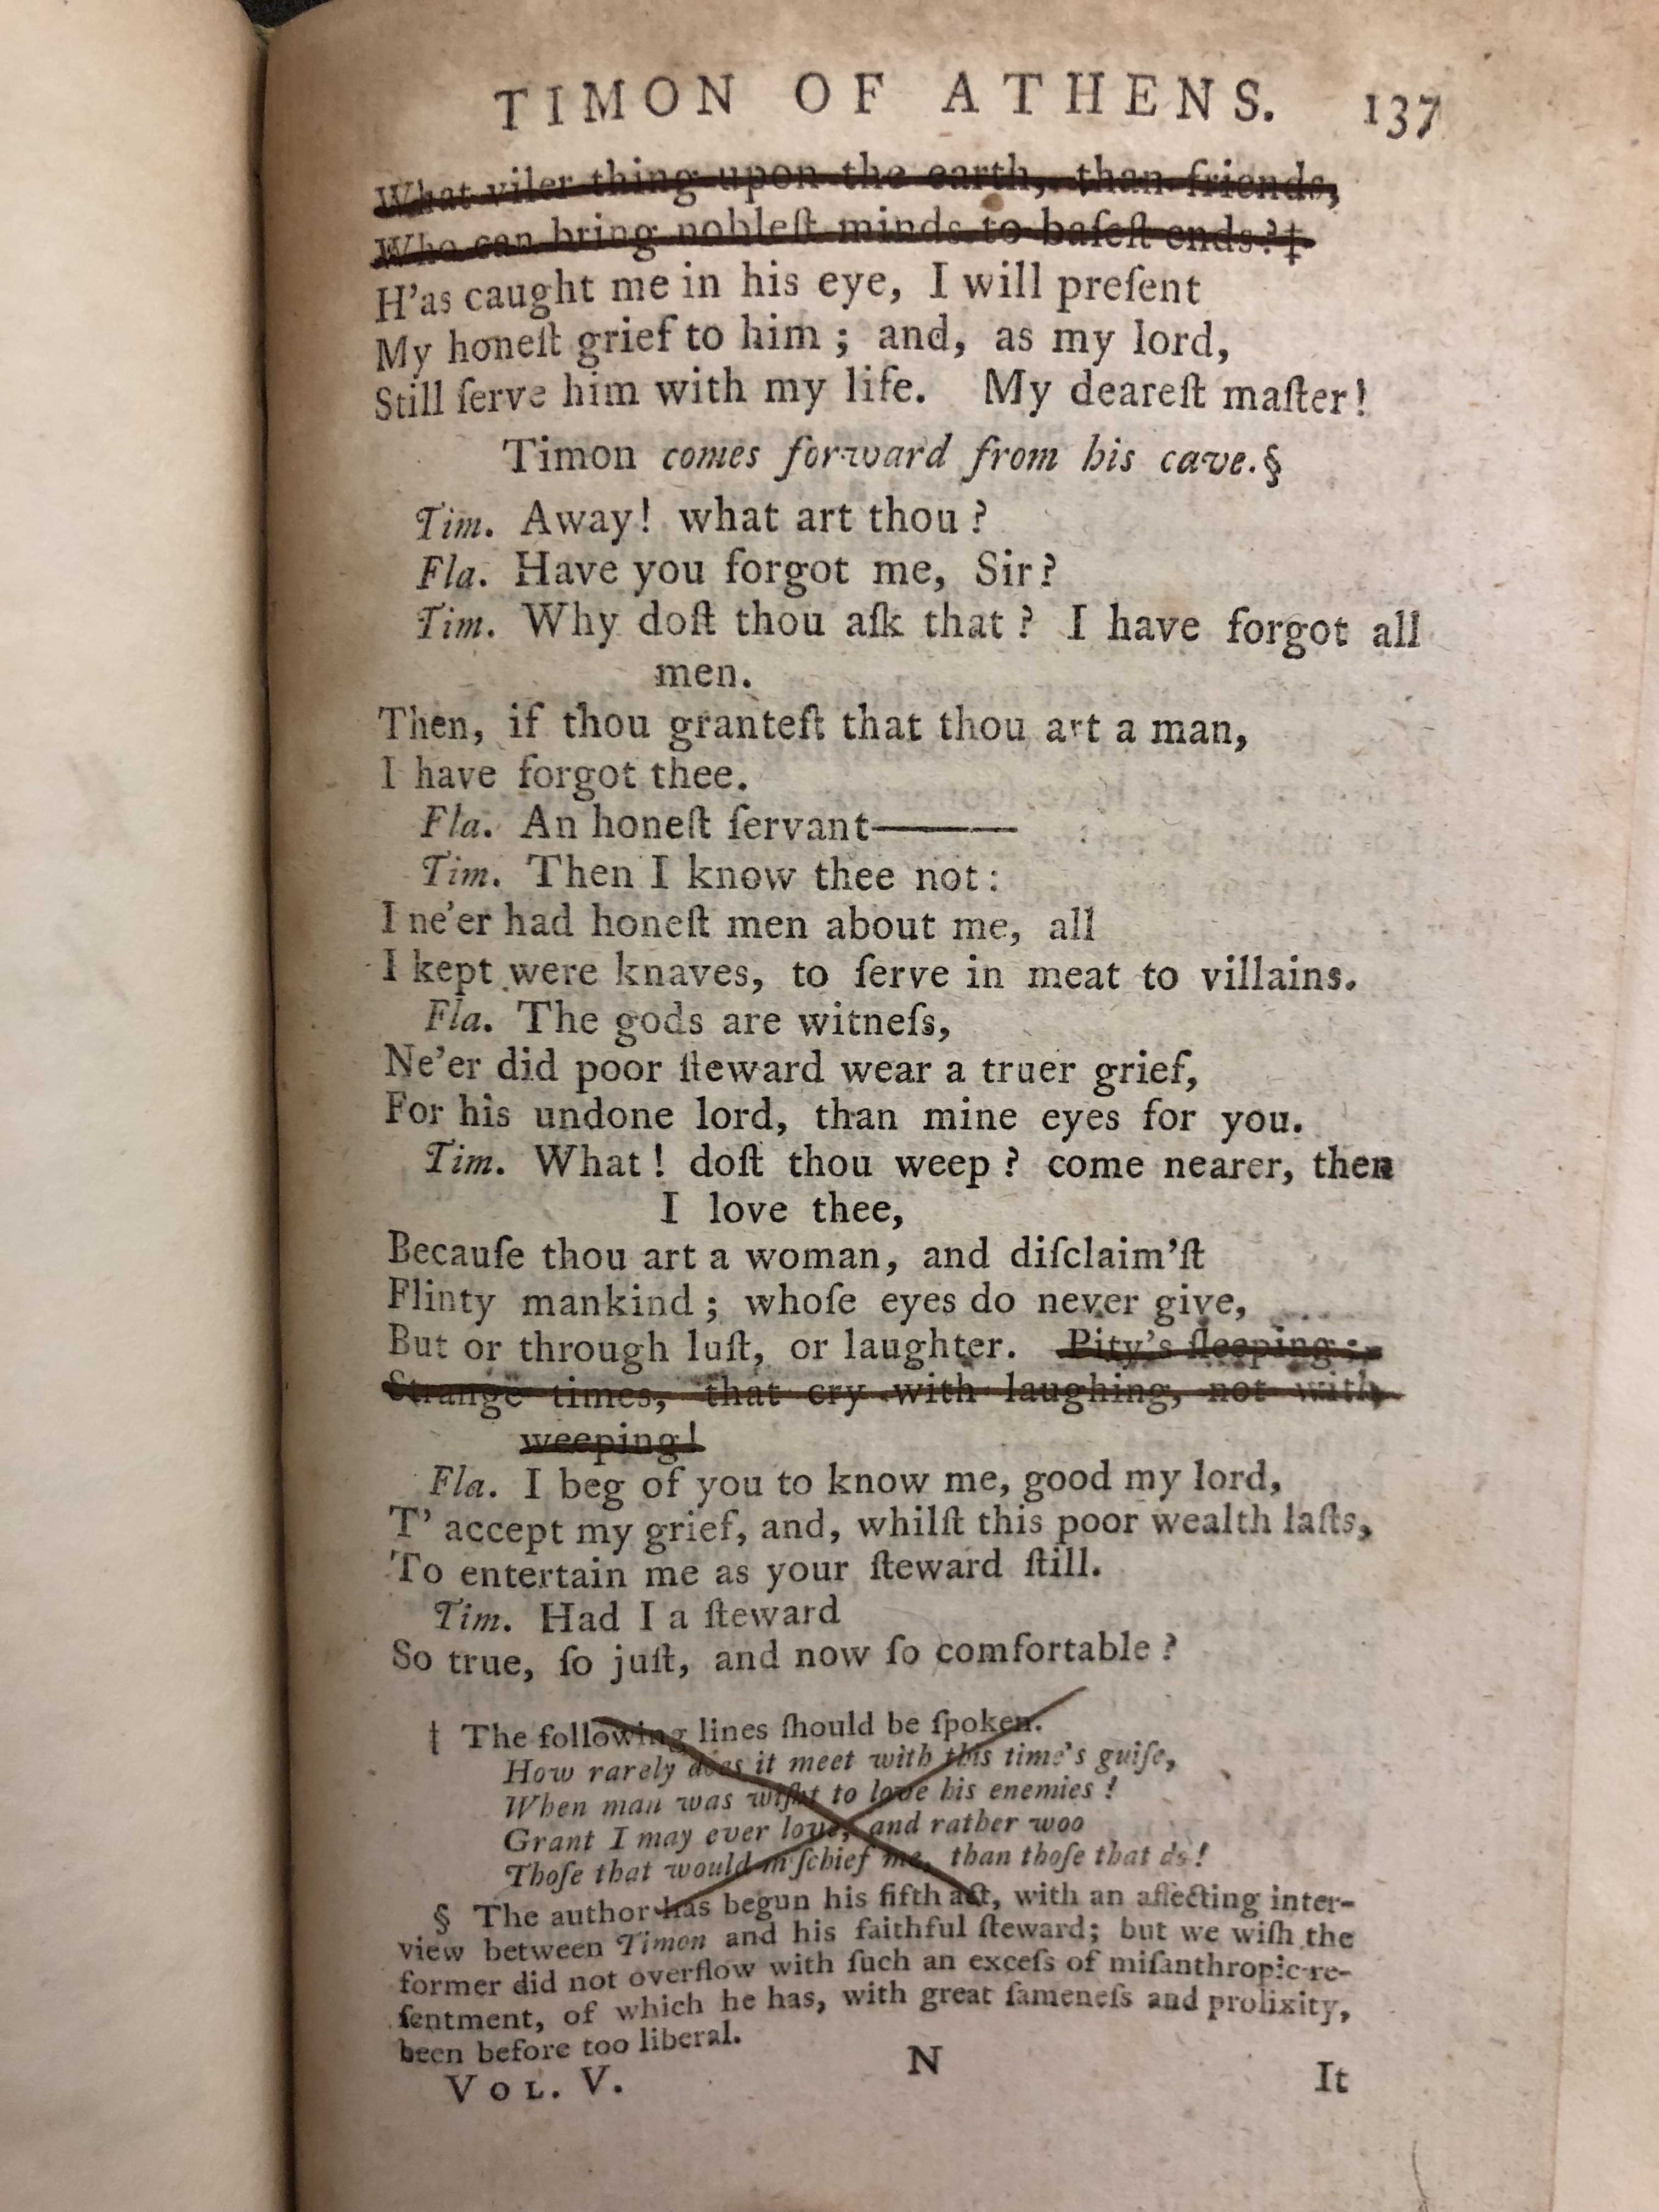 TIMON OF ATHENS. 137
What viler thing upon the earth, than friends,
Who can bring nobleſt minds to baſeſt ends?‡
H'as caught me in his eye, I will preſent
My honeſt grief to him; and, as my lord,
Still ſerve him with my life. My deareſt maſter!
Timon comes forward from his cave.§
Tim. Away! what art thou?
Fla. Have you forgot me, Sir?
Tim. Why doſt thou aſk that? I have forgot all
men.
Then, if thou granteſt that thou art a man,
I have forgot thee.
Fla. An honeſt ſervant———
Tim. Then I know thee not:
I ne'er had honeſt men about me, all
I kept were knaves, to ſerve in meat to villains.
Fla. The gods are witneſs,
Ne'er did poor ſteward wear a truer grief,
For his undone lord, than mine eyes for you.
Tim. What! doſt thou weep? come nearer, then
I love thee,
Becauſe thou art a woman, and diſclaim'ſt
Flinty mankind; whoſe eyes do never give,
But or through luſt, or laughter. Pity's ſleeping:
Strange times, that cry with laughing, not with
weeping!
Fla. I beg of you to know me, good my lord,
T' accept my grief, and, whilſt this poor wealth laſts,
To entertain me as your ſteward ſtill.
Tim. Had I a ſteward
So true, ſo juſt, and now ſo comfortable?
‡ The following lines ſhould be ſpoken.
How rarely does it meet with this time's guiſe,
When man was wiſht to love his enemies!
Grant I may ever love, and rather woo
Thoſe that would miſchief me, than thoſe that do!
§ The author has begun his fifth act, with an affecting inter-
view between Timon and his faithful ſteward; but we wiſh the
former did not overflow with ſuch an exceſs of miſanthropic re-
ſentment, of which he has, with great ſameneſs and prolixity,
been before too liberal.
VOL. V. N It